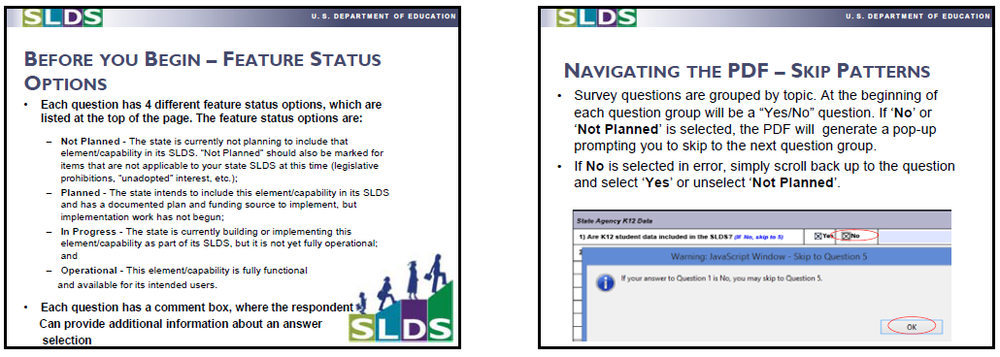 SLDS
U. S. DEPARTMENT OF EDUCATION
BEFORE YOU BEGIN – FEATURE STATUS
OPTIONS
• Each question has 4 different feature status options, which are
listed at the top of the page. The feature status options are:
– Not Planned - The state is currently not planning to include that
element/capability in its SLDS. "Not Planned" should also be marked for
items that are not applicable to your state SLDS at this time (legislative
prohibitions, "unadopted" interest, etc.);
– Planned - The state intends to include this element/capability in its SLDS
and has a documented plan and funding source to implement, but
implementation work has not begun;
– In Progress - The state is currently building or implementing this
element/capability as part of its SLDS, but it is not yet fully operational;
and
– Operational - This element/capability is fully functional
and available for its intended users.
• Each question has a comment box, where the respondent
Can provide additional information about an answer
selection
SLDS
SLDS
U. S. DEPARTMENT OF EDUCATION
NAVIGATING THE PDF – SKIP PATTERNS
• Survey questions are grouped by topic. At the beginning of
each question group will be a "Yes/No" question. If 'No' or
'Not Planned' is selected, the PDF will generate a pop-up
prompting you to skip to the next question group.
• If No is selected in error, simply scroll back up to the question
and select 'Yes' or unselect 'Not Planned'.
State Agency K12 Data
1) Are K12 student data included in the SLDS? (If No, skip to 5) Yes No
Warning: JavaScript Window - Skip to Question 5
If your answer to Question 1 is No, you may skip to Question 5.
OK